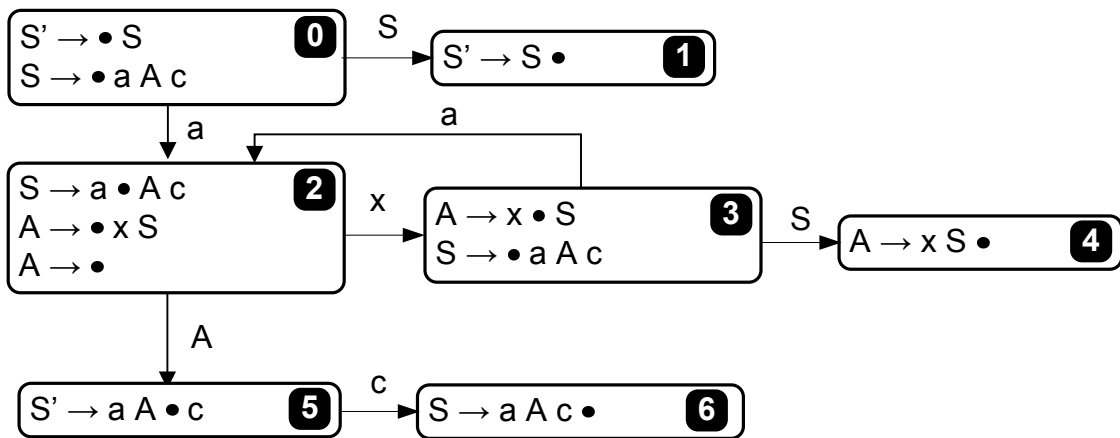 S’ → • S
S → • a A c
0
S
S’ → S •
1
a
a
S → a • A c
A → • x S
A → •
2
x
A → x • S
S → • a A c
3
S
A → x S •
4
A
S’ → a A • c
5
c
S → a A c •
6